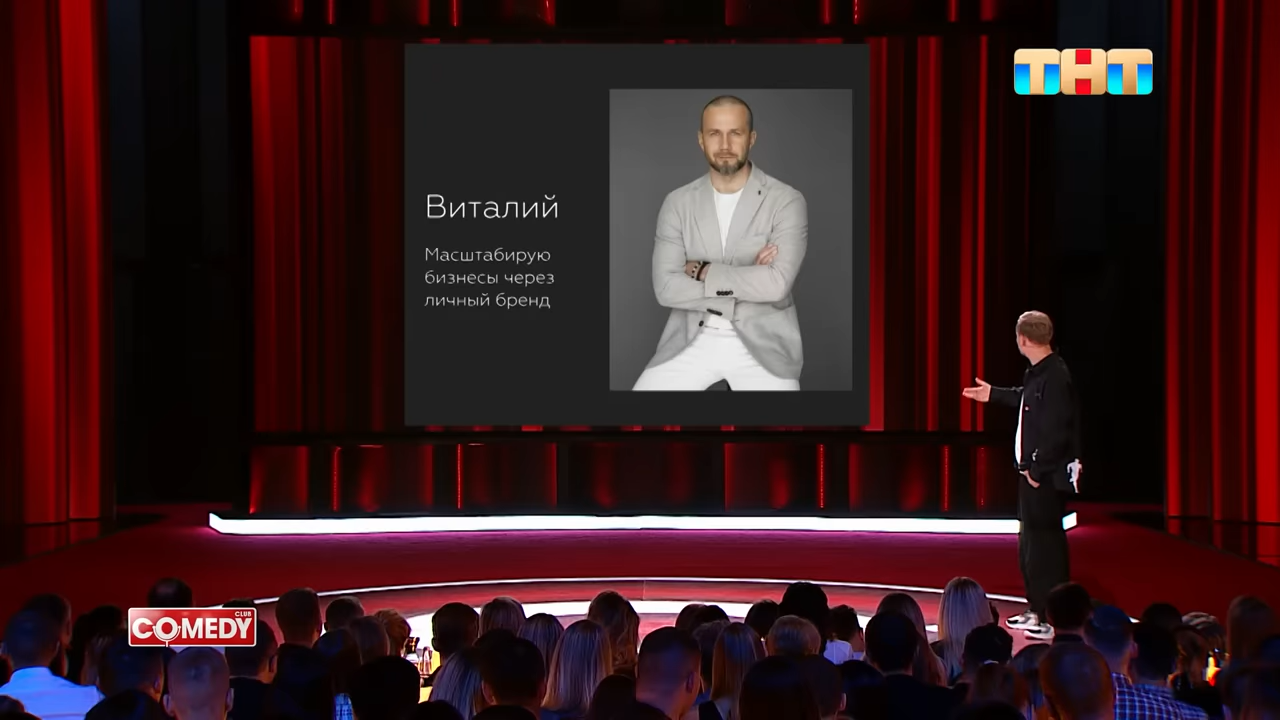 ТНТ
Виталий
Масштабирую
бизнесы через
личный бренд
CLUB
COMEDY